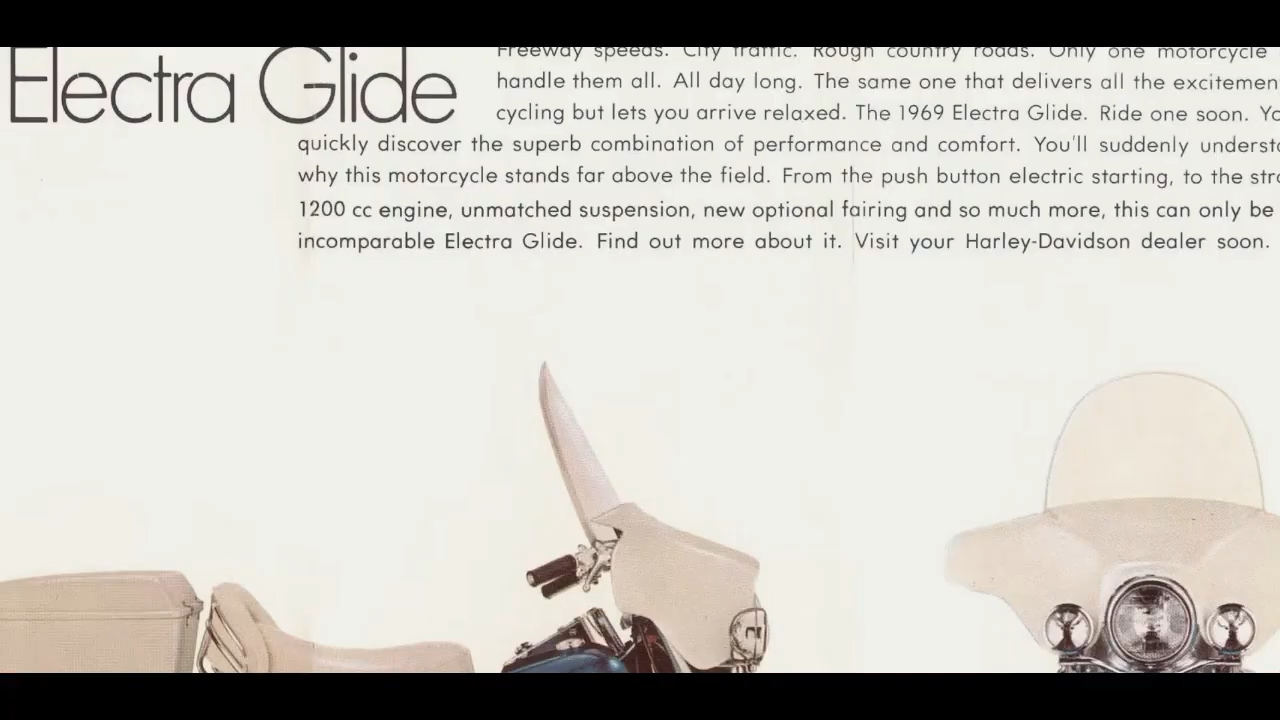 Electra Glide
Freeway speeds. City traffic. Rough country roads. Only one motorcycle
handle them all. All day long. The same one that delivers all the excitemen
cycling but lets you arrive relaxed. The 1969 Electra Glide. Ride one soon. Yo
quickly discover the superb combination of performance and comfort. You'll suddenly understa
why this motorcycle stands far above the field. From the push button electric starting, to the stro
1200 cc engine, unmatched suspension, new optional fairing and so much more, this can only be
incomparable Electra Glide. Find out more about it. Visit your Harley-Davidson dealer soon.